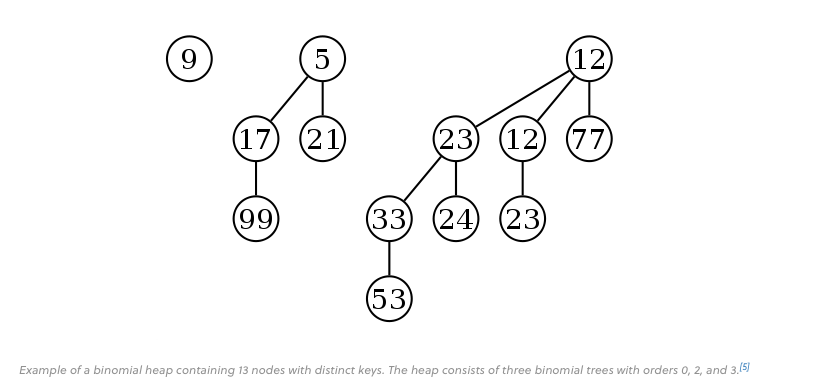 9 5 12
17 21 23 12 77
99 33 24 23
53
Example of a binomial heap containing 13 nodes with distinct keys. The heap consists of three binomial trees with orders 0, 2, and 3.[5]